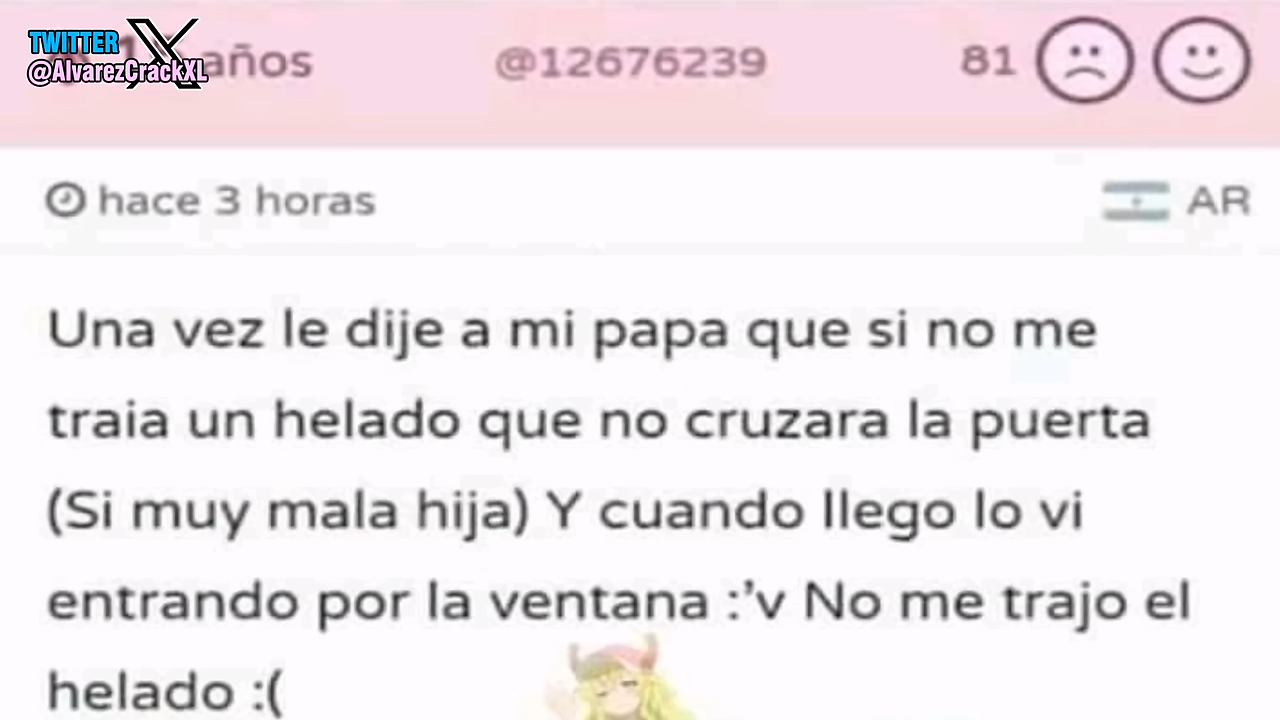 TWITTER
@AlvarezCrackXL
años @12676239 81
hace 3 horas AR
Una vez le dije a mi papa que si no me
traia un helado que no cruzara la puerta
(Si muy mala hija) Y cuando llego lo vi
entrando por la ventana :’v No me trajo el
helado :(